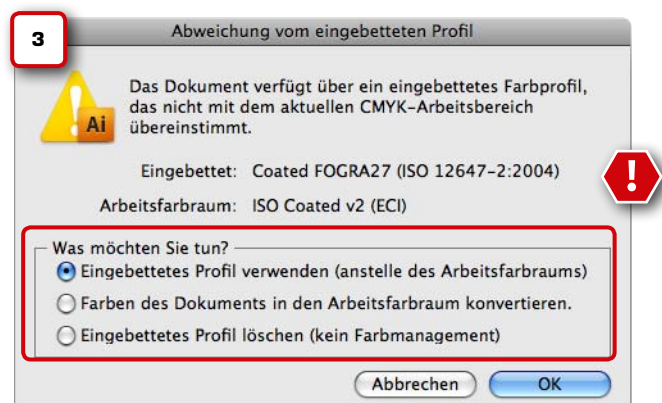 3
Abweichung vom eingebetteten Profil
Das Dokument verfügt über ein eingebettetes Farbprofil,
das nicht mit dem aktuellen CMYK-Arbeitsbereich
übereinstimmt.
Ai
Eingebettet: Coated FOGRA27 (ISO 12647-2:2004)
!
Arbeitsfarbraum: ISO Coated v2 (ECI)
Was möchten Sie tun?
Eingebettetes Profil verwenden (anstelle des Arbeitsfarbraums)
Farben des Dokuments in den Arbeitsfarbraum konvertieren.
Eingebettetes Profil löschen (kein Farbmanagement)
Abbrechen OK